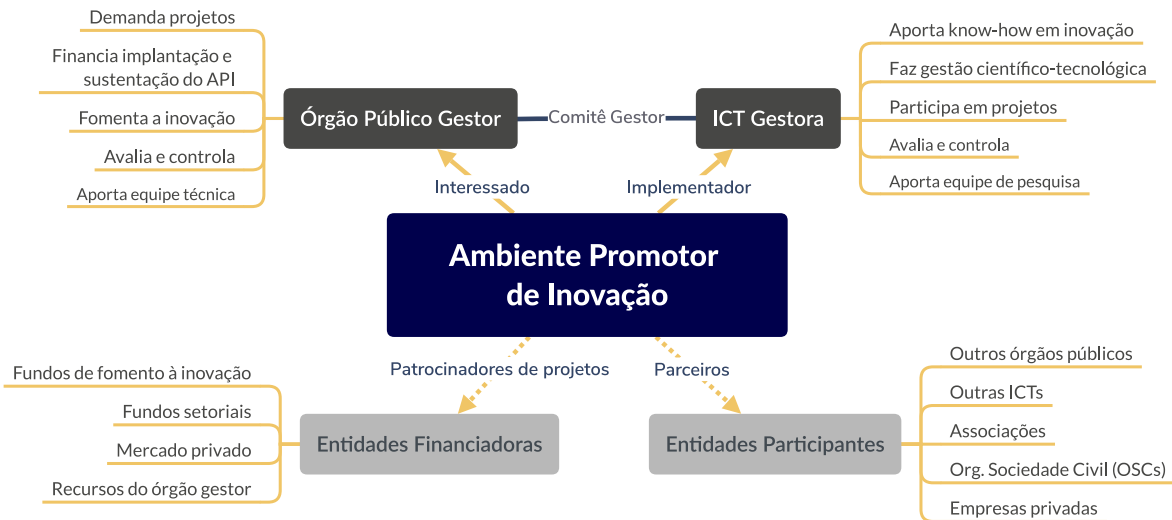 Demanda projetos
Financia implantação e
sustentação do API
Fomenta a inovação
Avalia e controla
Aporta equipe técnica
Órgão Público Gestor
Comitê Gestor
ICT Gestora
Aporta know-how em inovação
Faz gestão científico-tecnológica
Participa em projetos
Avalia e controla
Aporta equipe de pesquisa
Interessado
Implementador
Ambiente Promotor
de Inovação
Patrocinadores de projetos
Parceiros
Fundos de fomento à inovação
Fundos setoriais
Mercado privado
Recursos do órgão gestor
Entidades Financiadoras
Entidades Participantes
Outros órgãos públicos
Outras ICTs
Associações
Org. Sociedade Civil (OSCs)
Empresas privadas